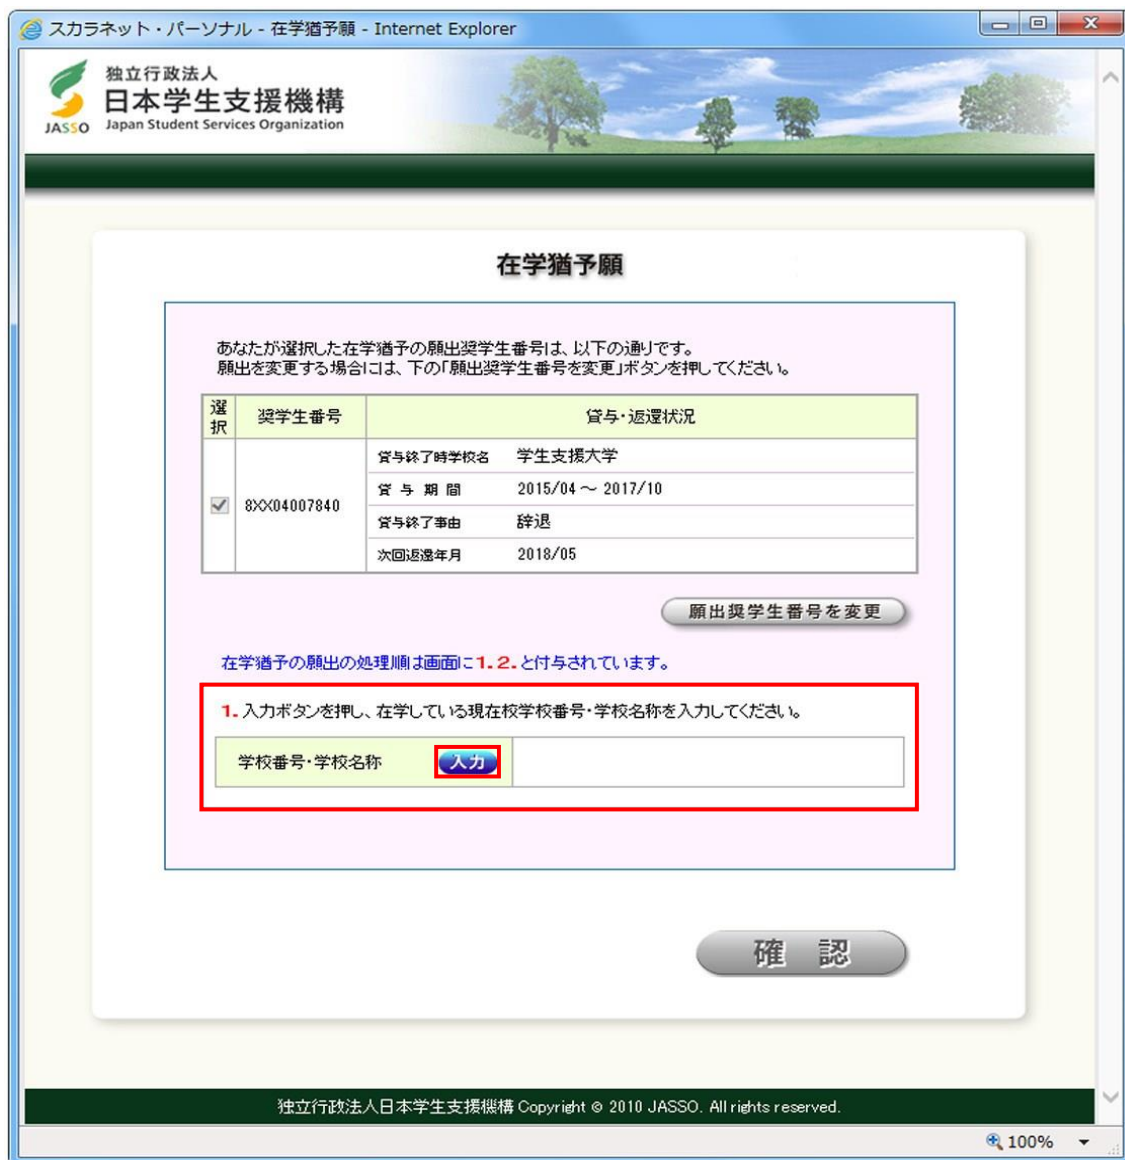 スカラネット・パーソナル - 在学猶予願 - Internet Explorer
独立行政法人
日本学生支援機構
JASSO Japan Student Services Organization
在学猶予願
あなたが選択した在学猶予の願出奨学生番号は、以下の通りです。
願出を変更する場合には、下の「願出奨学生番号を変更」ボタンを押してください。
選択 奨学生番号 貸与・返還状況
貸与終了時学校名 学生支援大学
貸与期間 2015/04 ～ 2017/10
8XX04007840
貸与終了事由 辞退
次回返還年月 2018/05
願出奨学生番号を変更
在学猶予の願出の処理順は画面に1.2.と付与されています。
1.入力ボタンを押し、在学している現在校学校番号・学校名称を入力してください。
学校番号・学校名称 入力
確 認
独立行政法人日本学生支援機構 Copyright © 2010 JASSO. All rights reserved.
100%